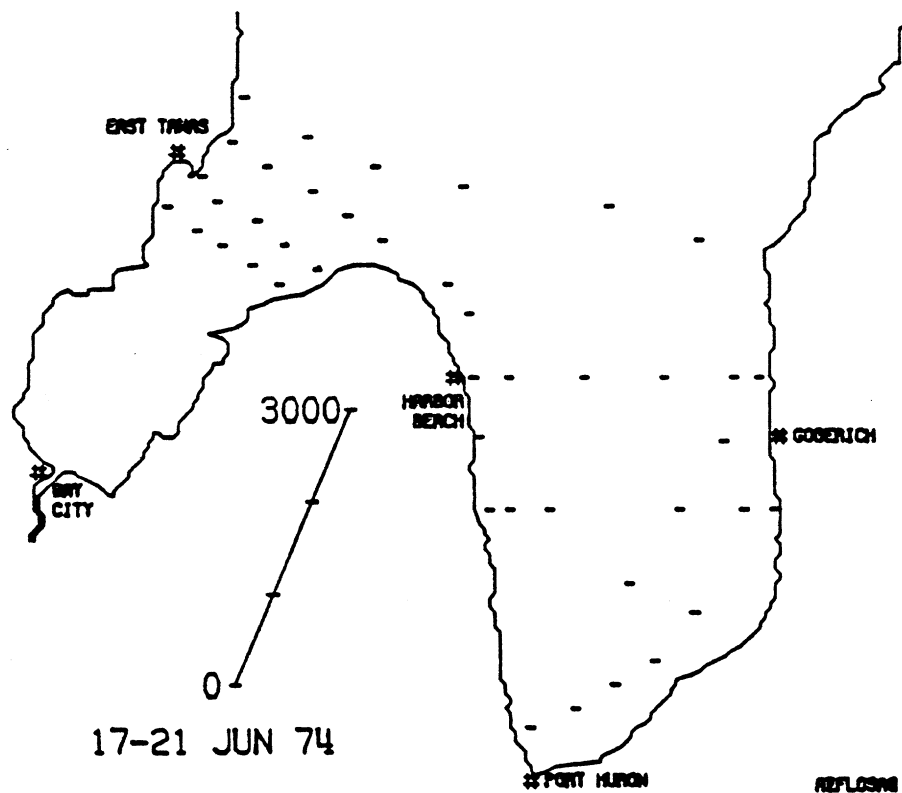 EAST TAWAS
3000
HARBOR
BEACH
GODERICH
BAY
CITY
0
17-21 JUN 74
PORT HURON